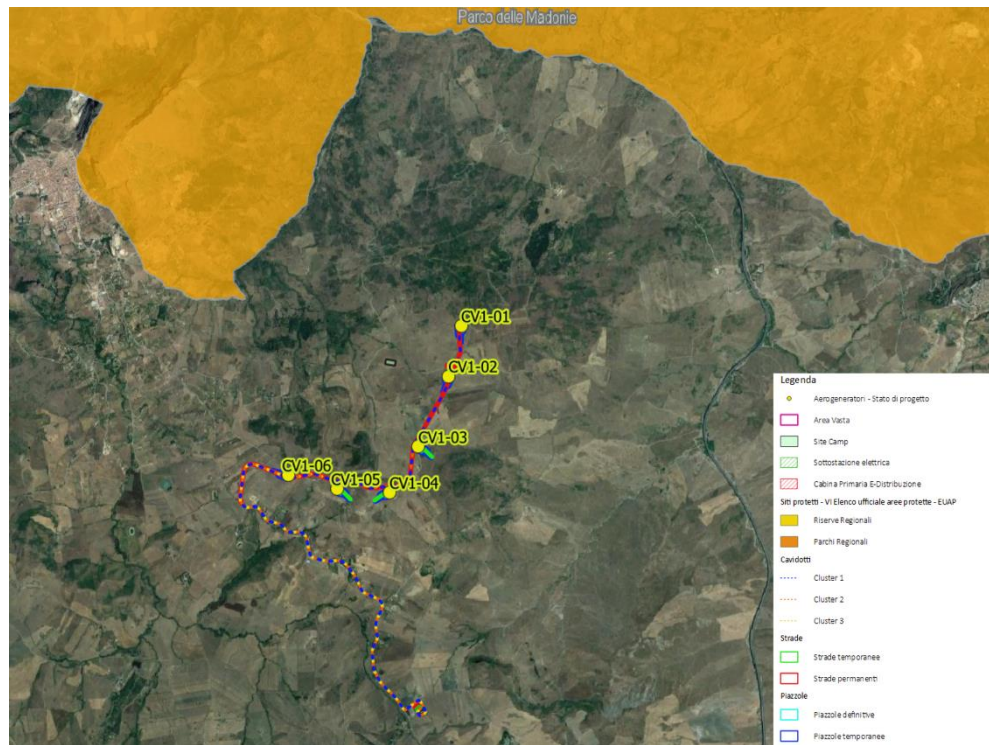 Parco delle Madonie
CV1-01
CV1-02
CV1-03
CV1-06
CV1-05
CV1-04
Legenda
Aerogeneratori - Stato di progetto
Area Vasta
Site Camp
Sottostazione elettrica
Cabina Primaria E-Distribuzione
Siti protetti - VI Elenco ufficiale aree protette - EUAP
Riserve Regionali
Parchi Regionali
Cavidotti
Cluster 1
Cluster 2
Cluster 3
Strade
Strade temporanee
Strade permanenti
Piazzole
Piazzole definitive
Piazzole temporanee